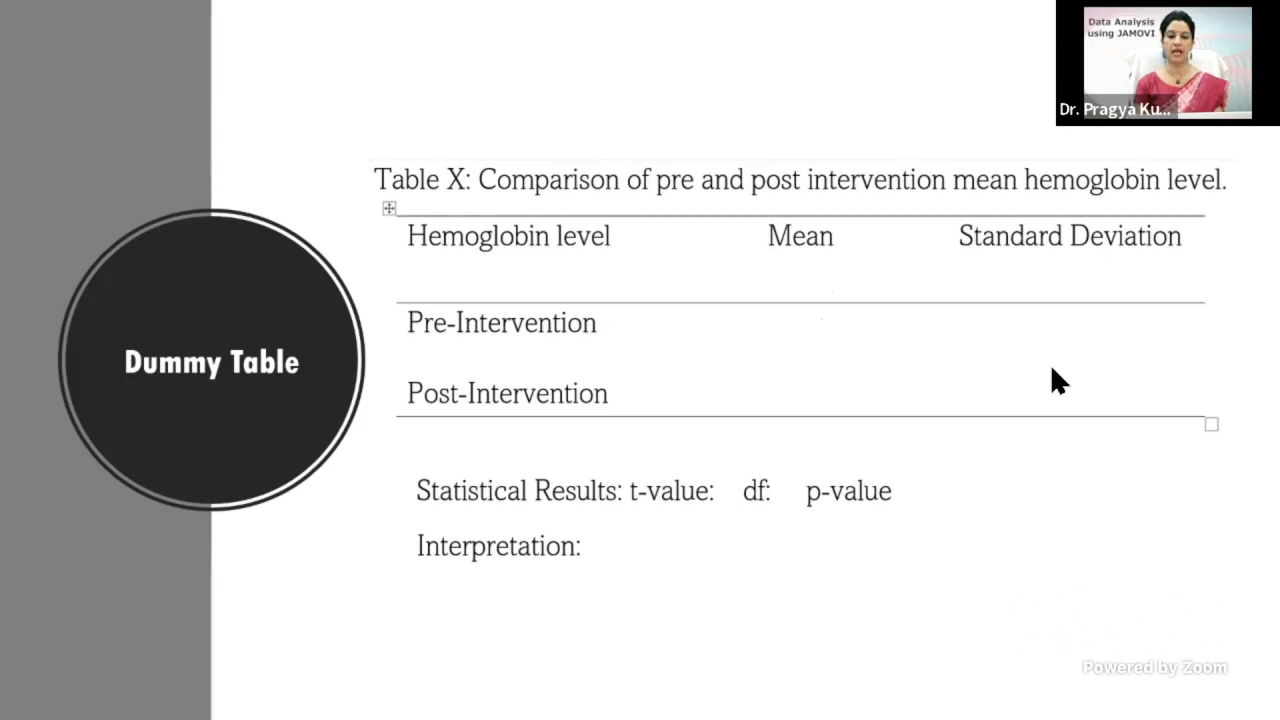 Data Analysis
using JAMOVI
Dr. Pragya Ku...
Table X: Comparison of pre and post intervention mean hemoglobin level.
Hemoglobin level Mean Standard Deviation
Pre-Intervention
Dummy Table
Post-Intervention
Statistical Results: t-value: df: p-value
Interpretation:
Powered by Zoom